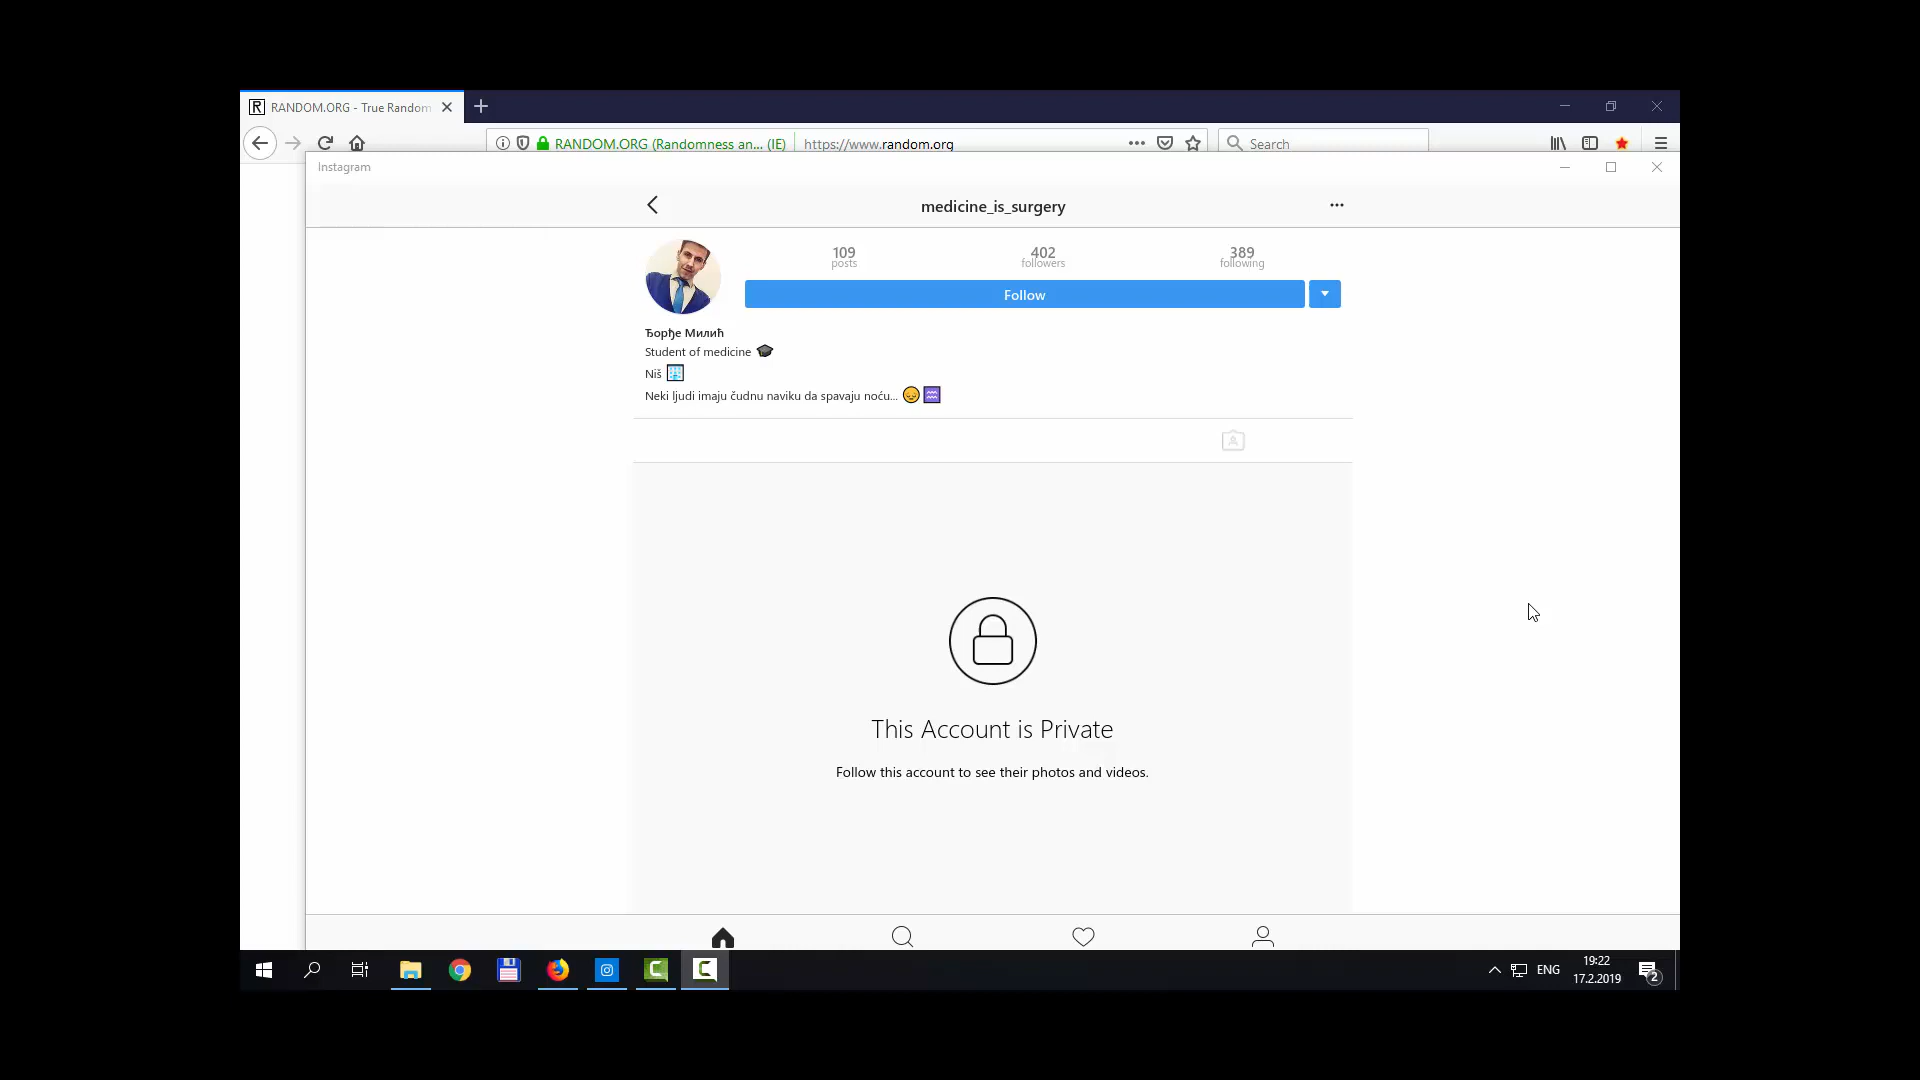 RANDOM.ORG - True Random
RANDOM.ORG (Randomness an... (IE)
https://www.random.org
Search
Instagram
medicine_is_surgery
109
posts
402
followers
389
following
Follow
Ђорђе Милић
Student of medicine
Niš
Neki ljudi imaju čudnu naviku da spavaju noću...
This Account is Private
Follow this account to see their photos and videos.
ENG
19:22
17.2.2019
2